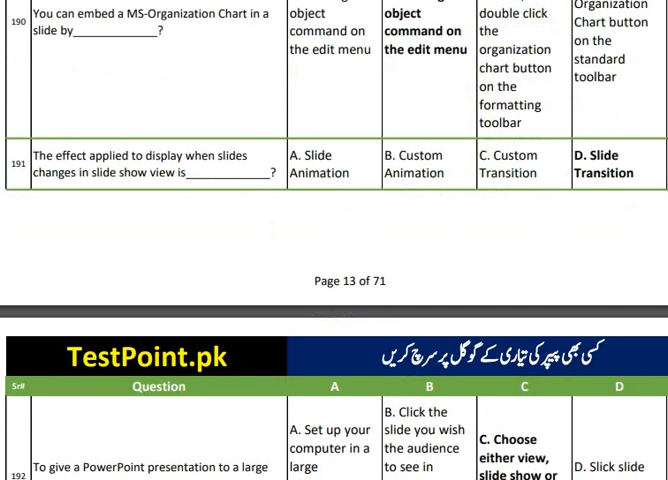 190
You can embed a MS-Organization Chart in a
slide by____________?
object
command on
the edit menu
object
command on
the edit menu
double click
the
organization
chart button
on the
formatting
toolbar
Organization
Chart button
on the
standard
toolbar
191
The effect applied to display when slides
changes in slide show view is____________?
A. Slide
Animation
B. Custom
Animation
C. Custom
Transition
D. Slide
Transition
Page 13 of 71
TestPoint.pk
کسی بھی پیپر کی تیاری کے گوگل پر سرچ کریں
Sr#
Question
A
B
C
D
192
To give a PowerPoint presentation to a large
A. Set up your
computer in a
large
B. Click the
slide you wish
the audience
to see in
C. Choose
either view,
slide show or
D. Slick slide